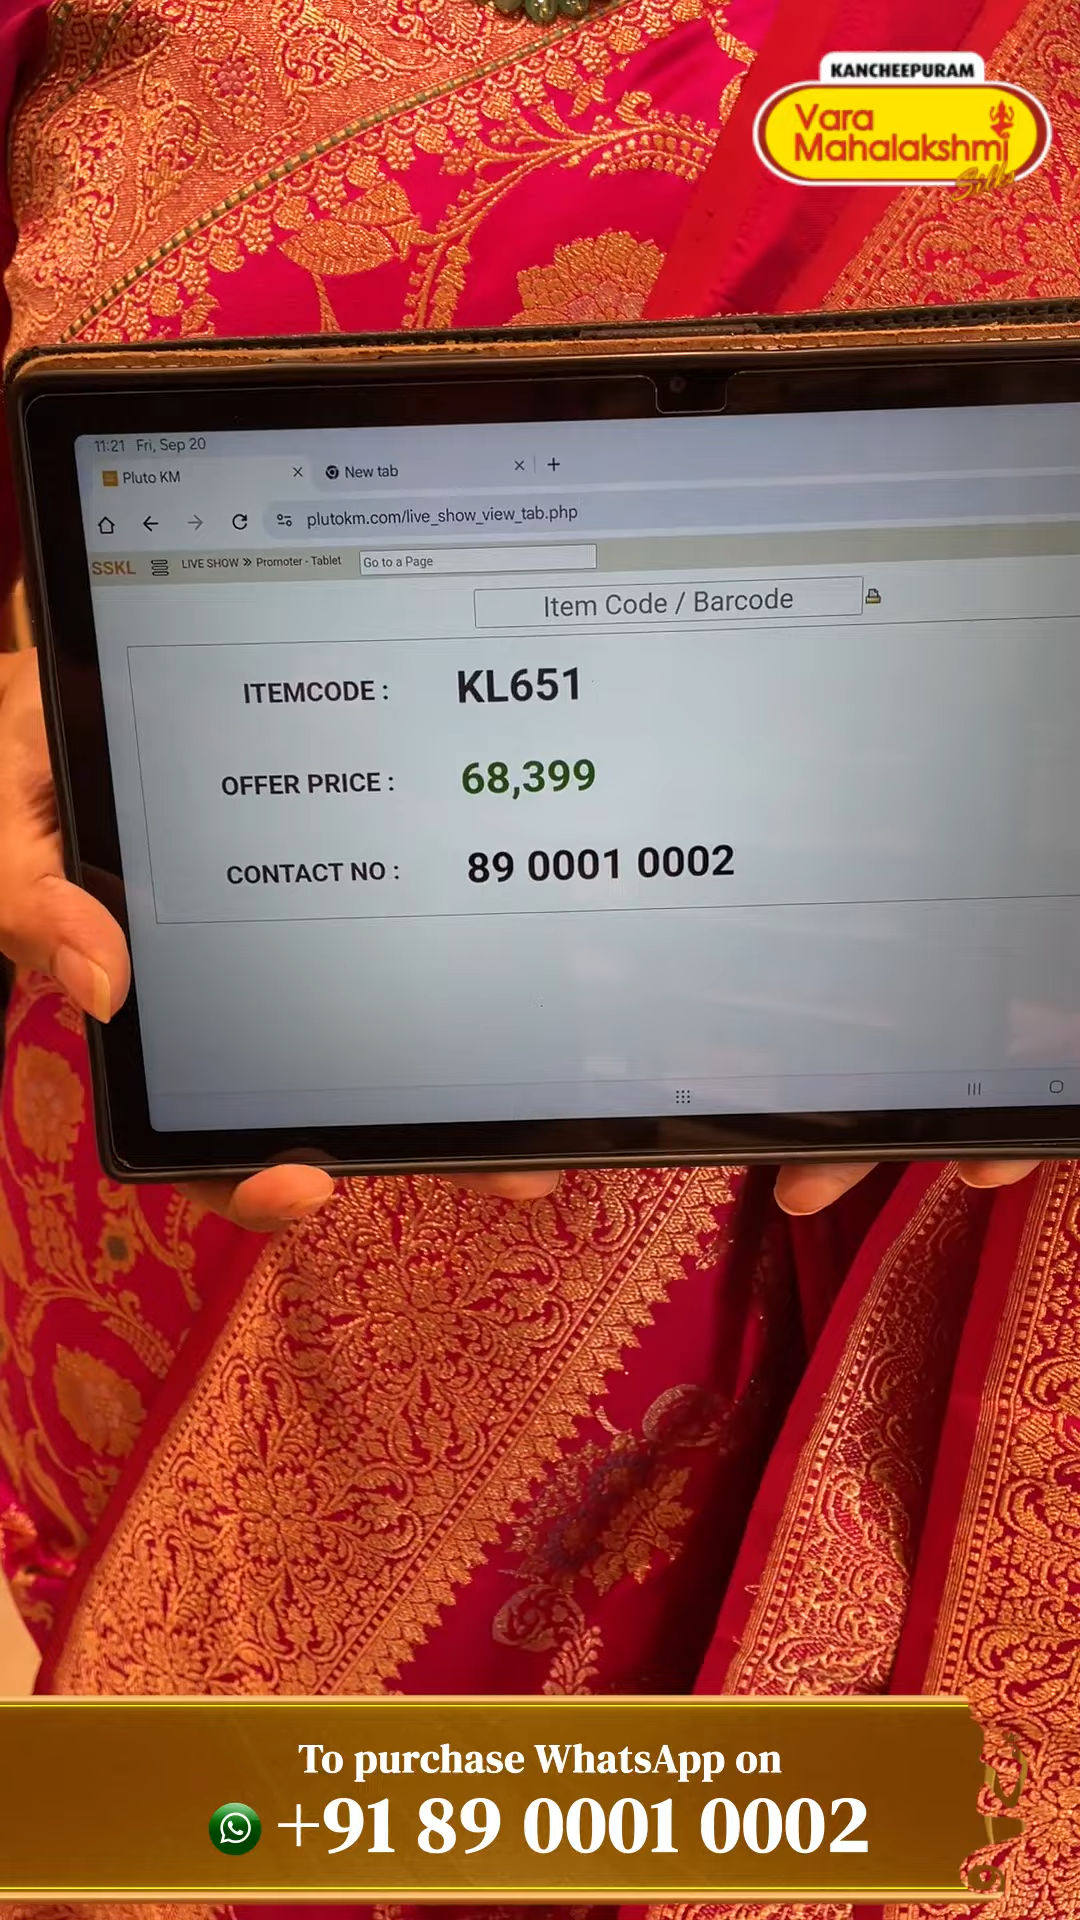 KANCHEEPURAM
Vara
Mahalakshmi
Silks
11:21 Fri, Sep 20
Pluto KM
New tab
plutokm.com/live_show_view_tab.php
SSKL
LIVE SHOW » Promoter - Tablet
Go to a Page
Item Code / Barcode
ITEMCODE : KL651
OFFER PRICE : 68,399
CONTACT NO : 89 0001 0002
To purchase WhatsApp on
+91 89 0001 0002